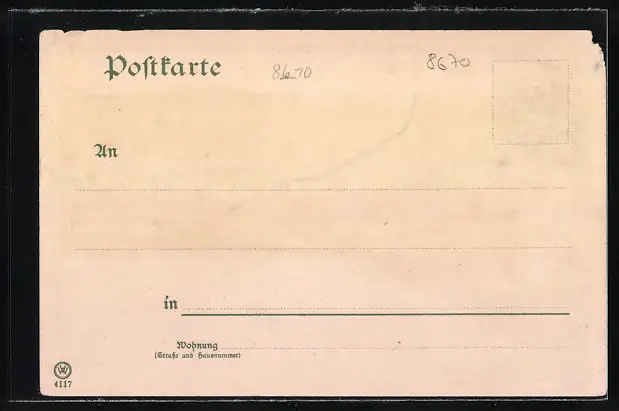 Postkarte
8670
8670
An
in
Wohnung
(Straße und Hausnummer)
W
4117